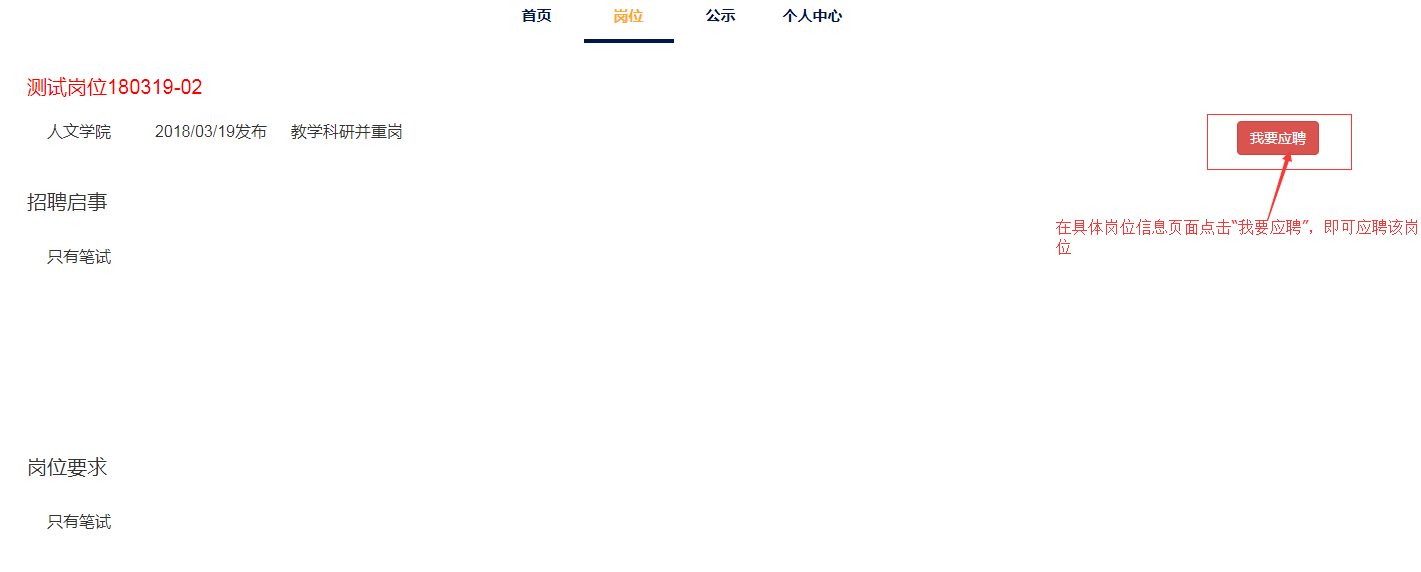 首页 岗位 公示 个人中心
测试岗位180319-02
人文学院 2018/03/19发布 教学科研并重岗
我要应聘
招聘启事
在具体岗位信息页面点击“我要应聘”，即可应聘该岗
位
只有笔试
岗位要求
只有笔试